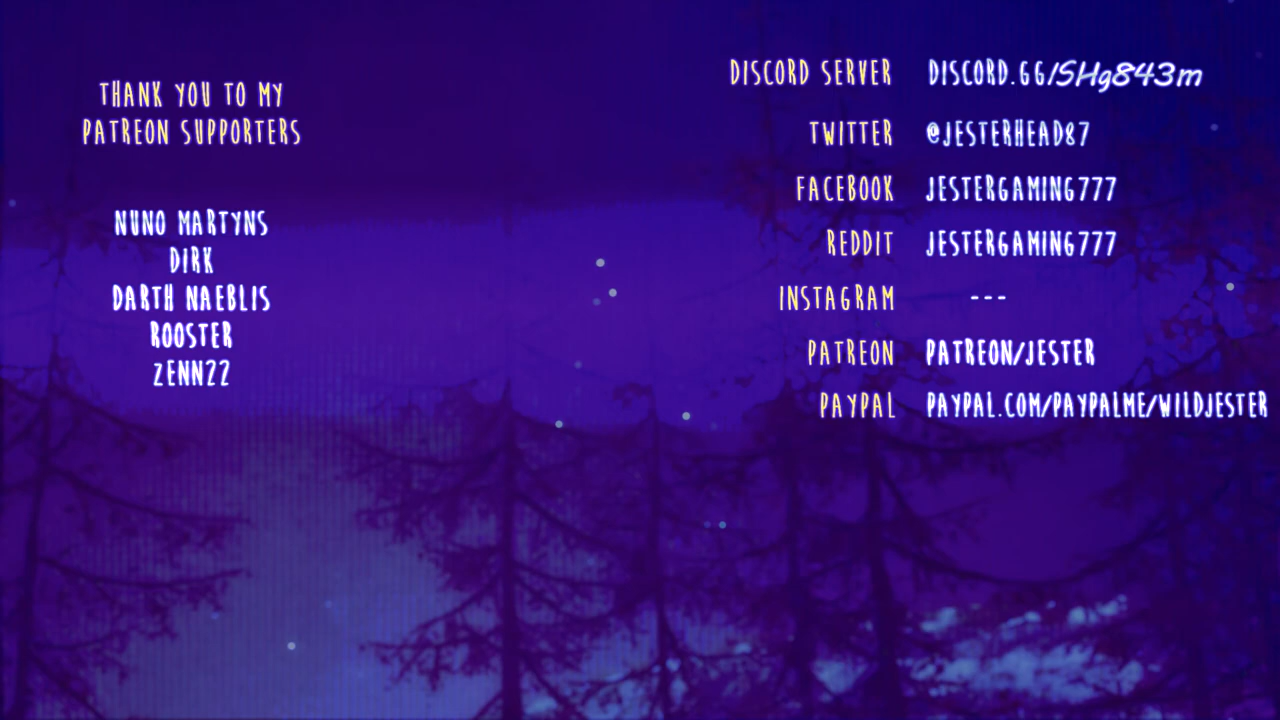 THANK YOU TO MY
PATREON SUPPORTERS
NUNO MARTYNS
DIRK
DARTH NAEBLIS
ROOSTER
ZENN22
DISCORD SERVER DISCORD.GG/SHg843m
TWITTER @JESTERHEAD87
FACEBOOK JESTERGAMING777
REDDIT JESTERGAMING777
INSTAGRAM ---
PATREON PATREON/JESTER
PAYPAL PAYPAL.COM/PAYPALME/WILDJESTER